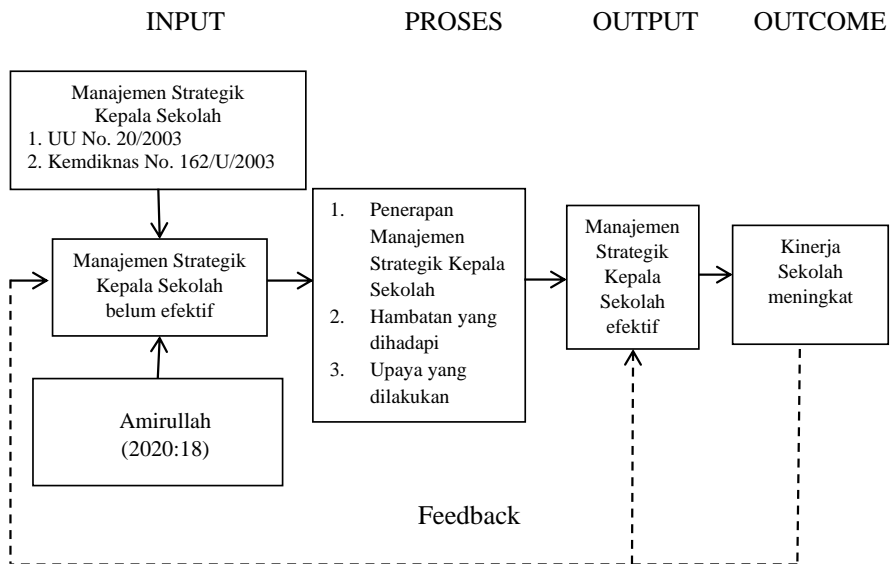 INPUT PROSES OUTPUT OUTCOME
Manajemen Strategik
Kepala Sekolah
1. UU No. 20/2003
2. Kemdiknas No. 162/U/2003
Manajemen Strategik
Kepala Sekolah
belum efektif
Amirullah
(2020:18)
1. Penerapan
Manajemen
Strategik Kepala
Sekolah
2. Hambatan yang
dihadapi
3. Upaya yang
dilakukan
Manajemen
Strategik
Kepala
Sekolah
efektif
Kinerja
Sekolah
meningkat
Feedback